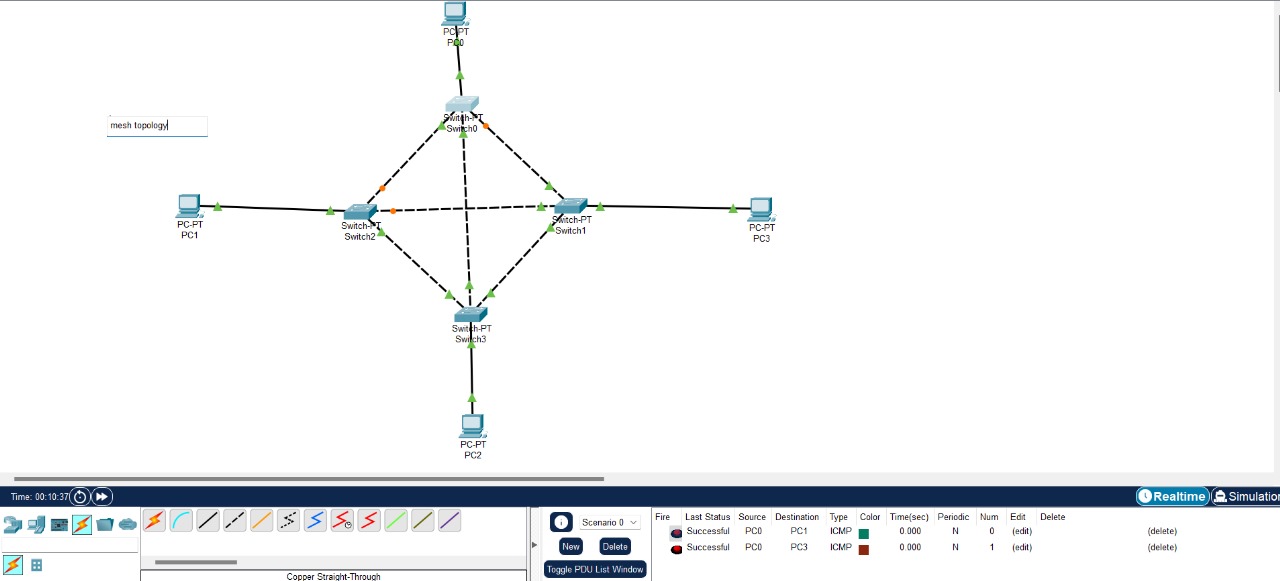 PC-PT
PC0
Switch-PT
Switch0
mesh topology
PC-PT
PC1
Switch-PT
Switch2
Switch-PT
Switch1
PC-PT
PC3
Switch-PT
Switch3
PC-PT
PC2
Time: 00:10:37
Realtime
Simulation
Scenario 0
New
Delete
Toggle PDU List Window
Fire Last Status Source Destination Type Color Time(sec) Periodic Num Edit Delete
Successful PC0 PC1 ICMP 0.000 N 0 (edit) (delete)
Successful PC0 PC3 ICMP 0.000 N 1 (edit) (delete)
Copper Straight-Through